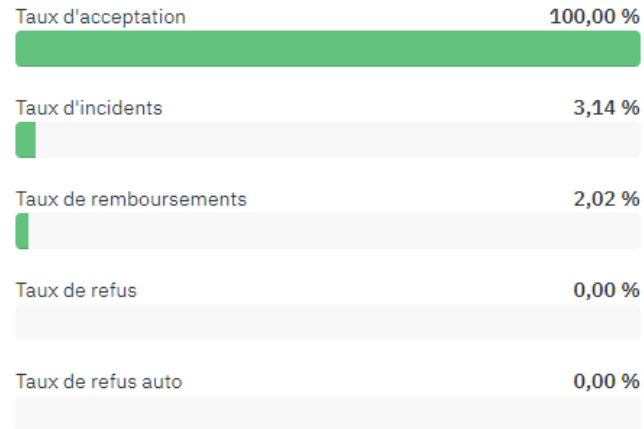 Taux d'acceptation 100,00 %
Taux d'incidents 3,14 %
Taux de remboursements 2,02 %
Taux de refus 0,00 %
Taux de refus auto 0,00 %